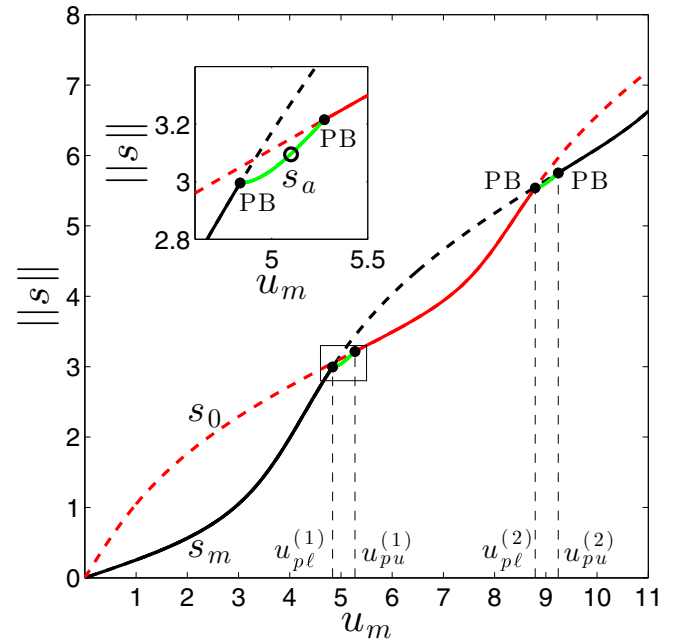 8
7
6
5
4
3
2
1
0
||s||
3.2
3
2.8
||s||
5
5.5
u_m
PB
PB
s_a
PB
PB
s_0
s_m
u_{pℓ}^{(1)} u_{pu}^{(1)} u_{pℓ}^{(2)} u_{pu}^{(2)}
1 2 3 4 5 6 7 8 9 10 11
u_m